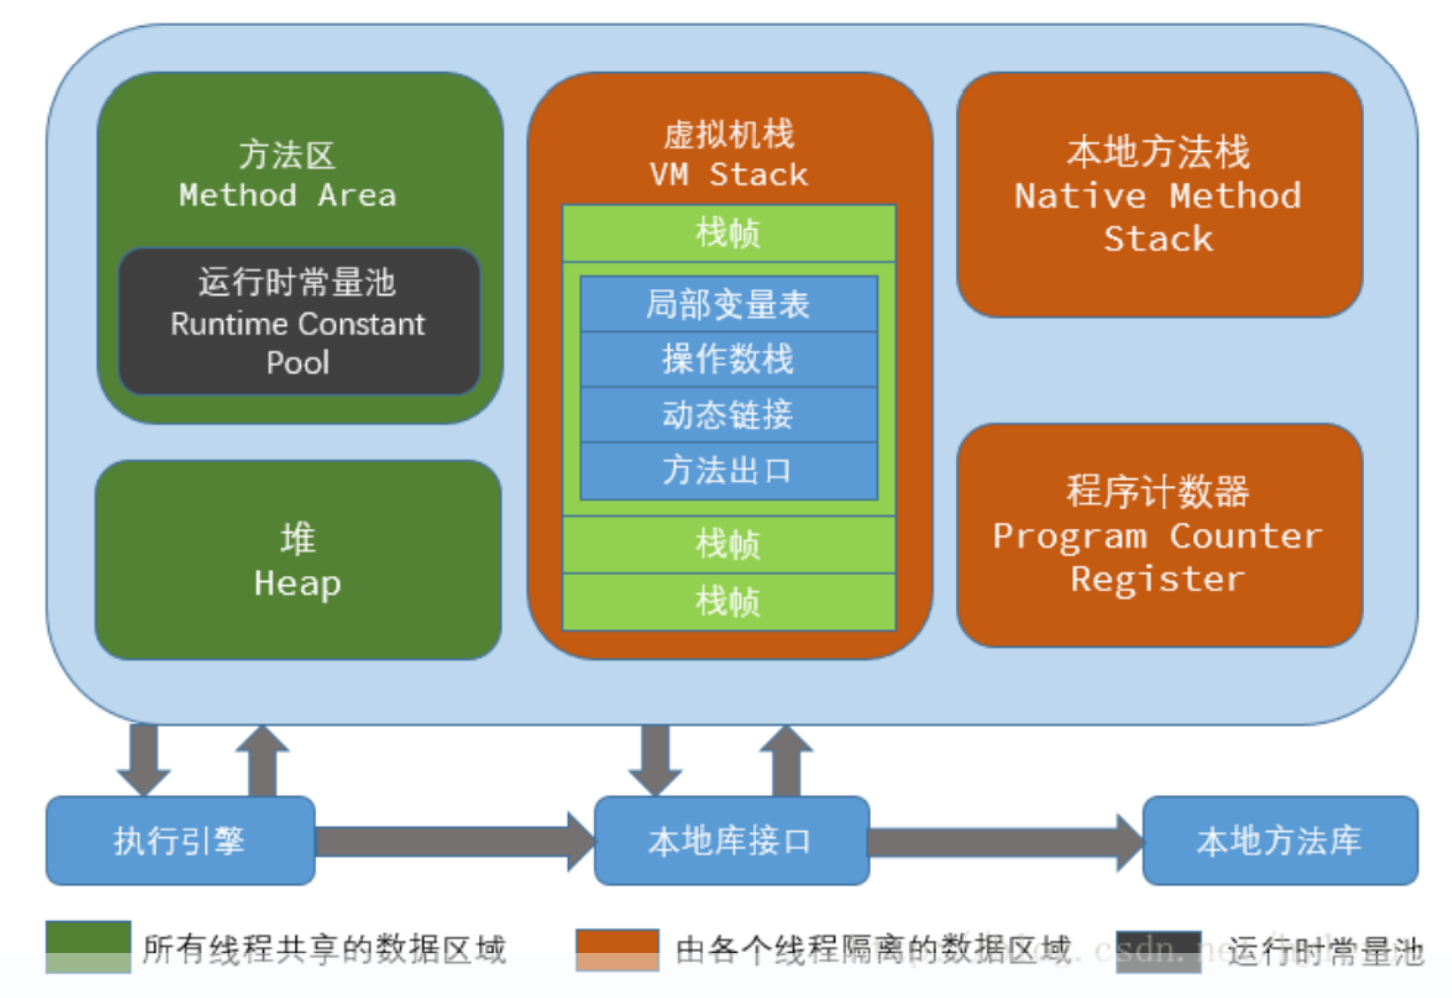 方法区
Method Area
运行时常量池
Runtime Constant
Pool
堆
Heap
虚拟机栈
VM Stack
栈帧
局部变量表
操作数栈
动态链接
方法出口
栈帧
栈帧
本地方法栈
Native Method
Stack
程序计数器
Program Counter
Register
执行引擎
本地库接口
本地方法库
所有线程共享的数据区域
由各个线程隔离的数据区域
运行时常量池